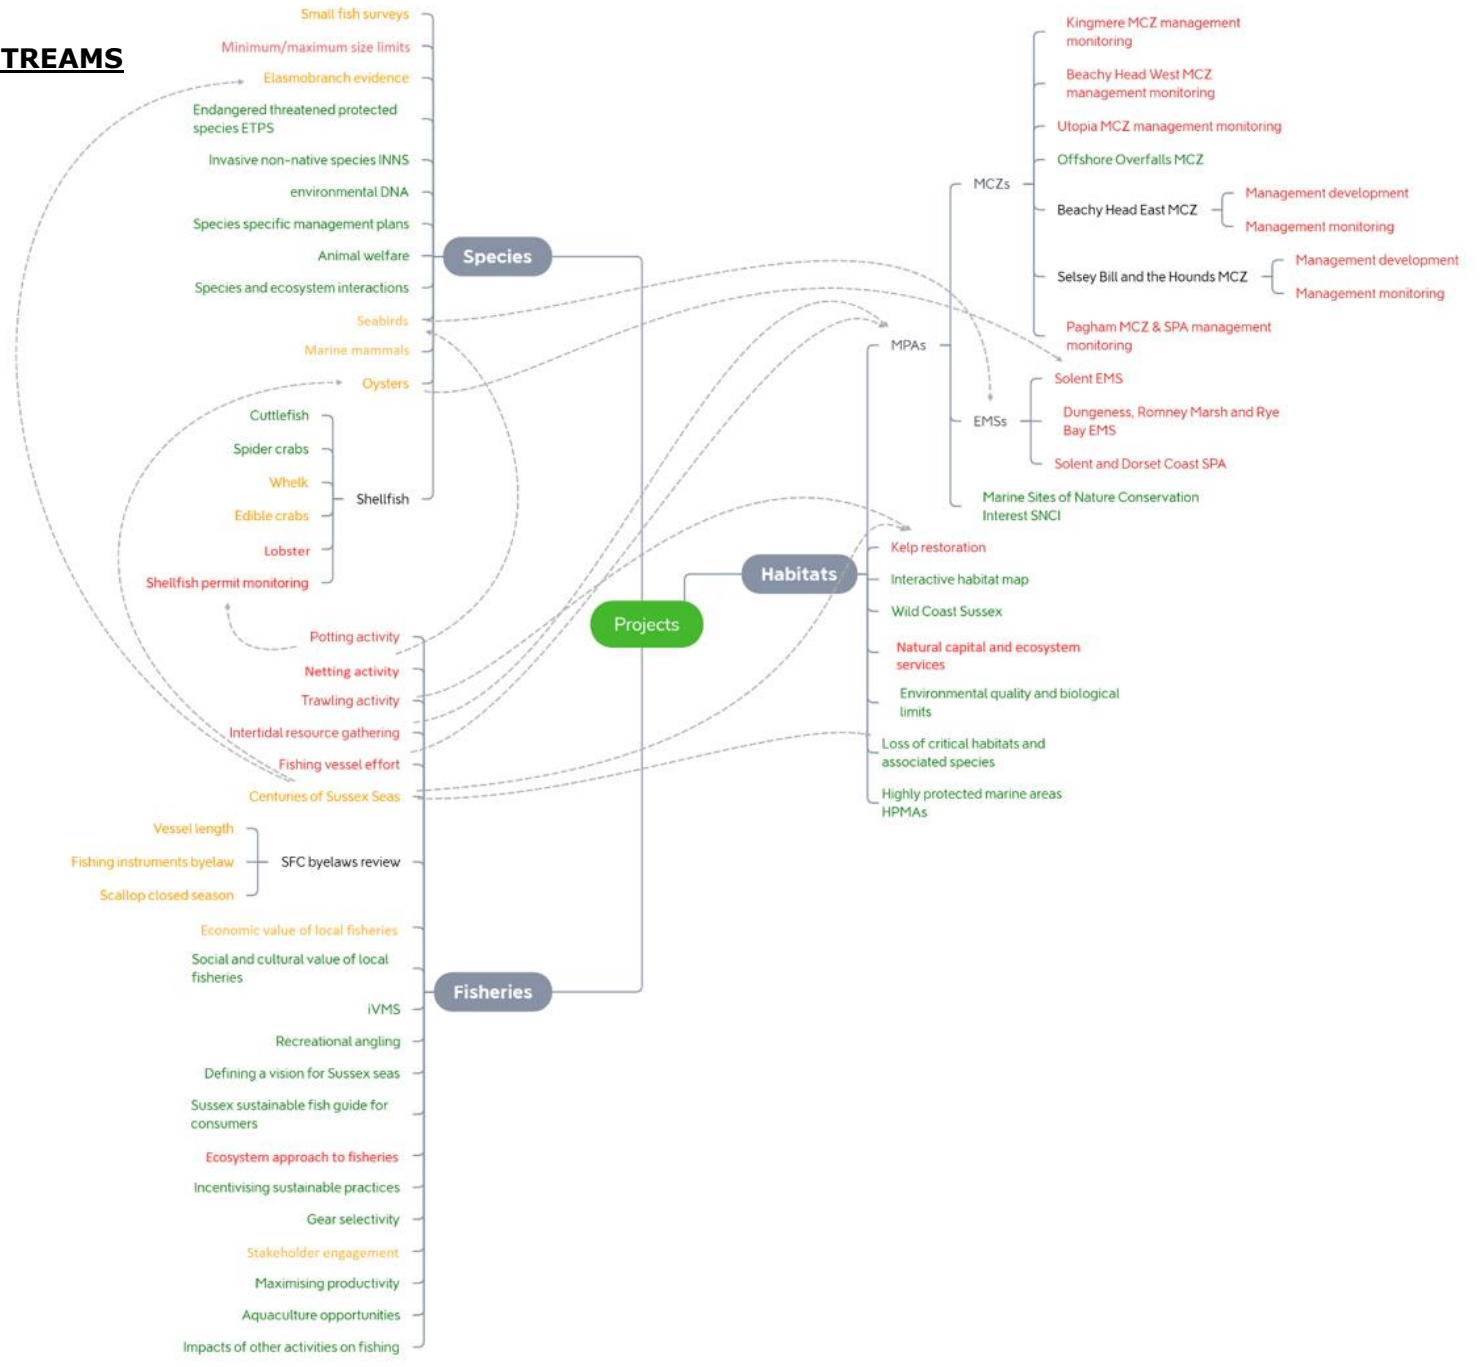 TREAMS
Small fish surveys
Minimum/maximum size limits
Elasmobranch evidence
Endangered threatened protected
species ETPS
Invasive non-native species INNS
environmental DNA
Species specific management plans
Animal welfare
Species and ecosystem interactions
Seabirds
Marine mammals
Oysters
Cuttlefish
Spider crabs
Whelk
Edible crabs
Lobster
Shellfish permit monitoring
Shellfish
Species
Potting activity
Netting activity
Trawling activity
Intertidal resource gathering
Fishing vessel effort
Centuries of Sussex Seas
Vessel length
Fishing instruments byelaw
Scallop closed season
SFC byelaws review
Economic value of local fisheries
Social and cultural value of local
fisheries
iVMS
Recreational angling
Defining a vision for Sussex seas
Sussex sustainable fish guide for
consumers
Ecosystem approach to fisheries
Incentivising sustainable practices
Gear selectivity
Stakeholder engagement
Maximising productivity
Aquaculture opportunities
Impacts of other activities on fishing
Fisheries
Projects
Habitats
MPAs
MCZs
Kingmere MCZ management
monitoring
Beachy Head West MCZ
management monitoring
Utopia MCZ management monitoring
Offshore Overfalls MCZ
Beachy Head East MCZ
Management development
Management monitoring
Selsey Bill and the Hounds MCZ
Management development
Management monitoring
Pagham MCZ & SPA management
monitoring
EMSs
Solent EMS
Dungeness, Romney Marsh and Rye
Bay EMS
Solent and Dorset Coast SPA
Marine Sites of Nature Conservation
Interest SNCI
Kelp restoration
Interactive habitat map
Wild Coast Sussex
Natural capital and ecosystem
services
Environmental quality and biological
limits
Loss of critical habitats and
associated species
Highly protected marine areas
HPMAs